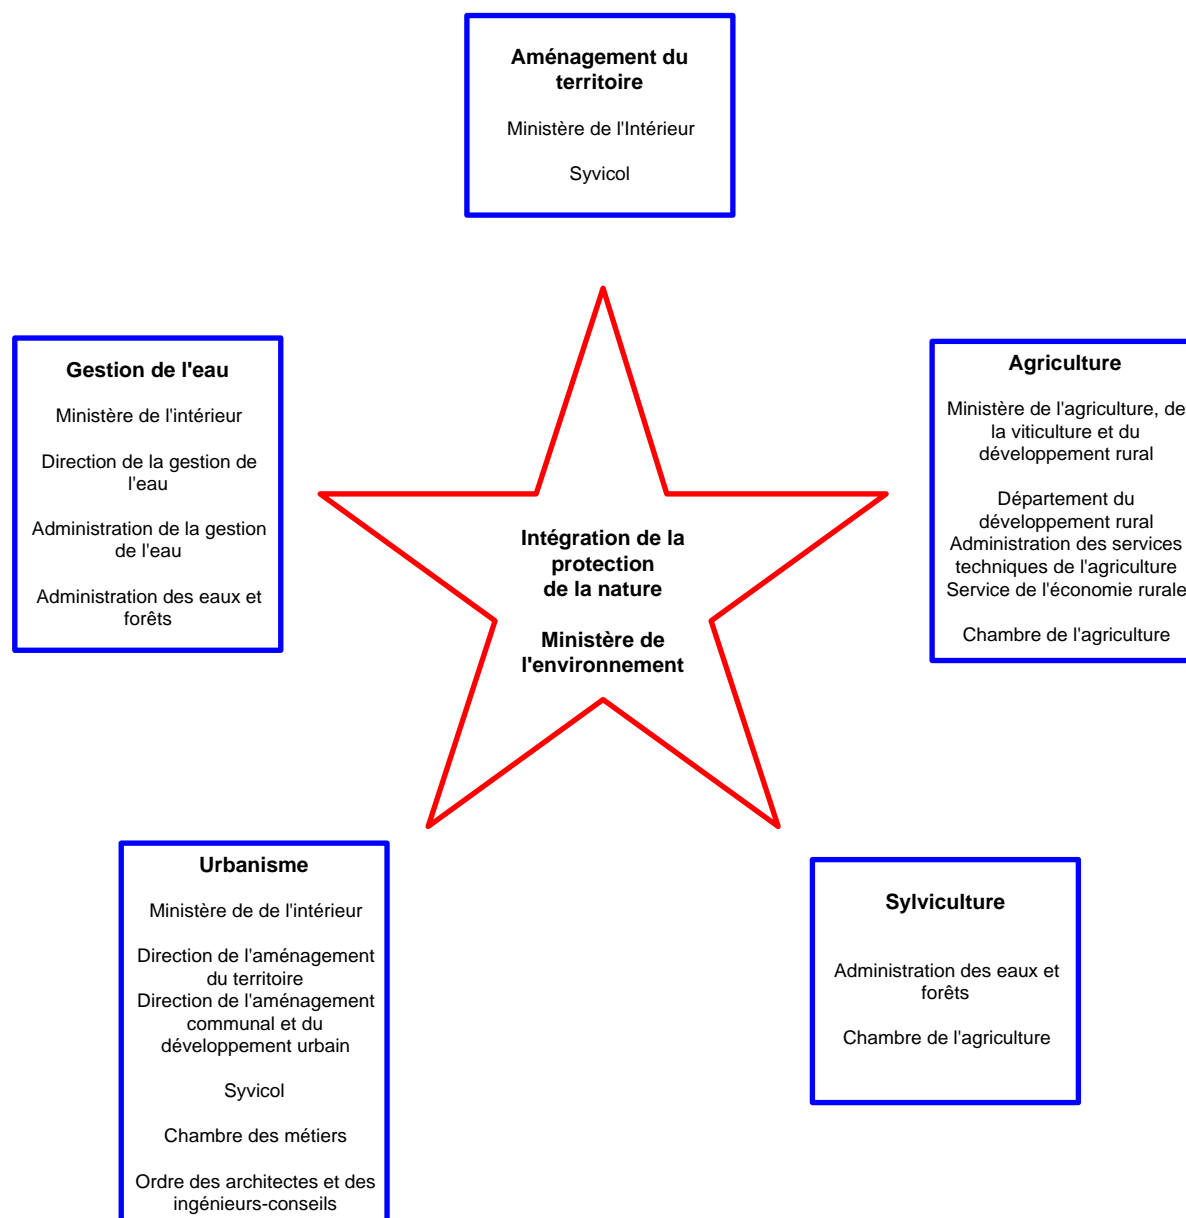 Aménagement du
territoire
Ministère de l'Intérieur
Syvicol
Gestion de l'eau
Ministère de l'intérieur
Direction de la gestion de
l'eau
Administration de la gestion
de l'eau
Administration des eaux et
forêts
Agriculture
Ministère de l'agriculture, de
la viticulture et du
développement rural
Département du
développement rural
Administration des services
techniques de l'agriculture
Service de l'économie rurale
Chambre de l'agriculture
Intégration de la
protection
de la nature
Ministère de
l'environnement
Urbanisme
Ministère de de l'intérieur
Direction de l'aménagement
du territoire
Direction de l'aménagement
communal et du
développement urbain
Syvicol
Chambre des métiers
Ordre des architectes et des
ingénieurs-conseils
Sylviculture
Administration des eaux et
forêts
Chambre de l'agriculture